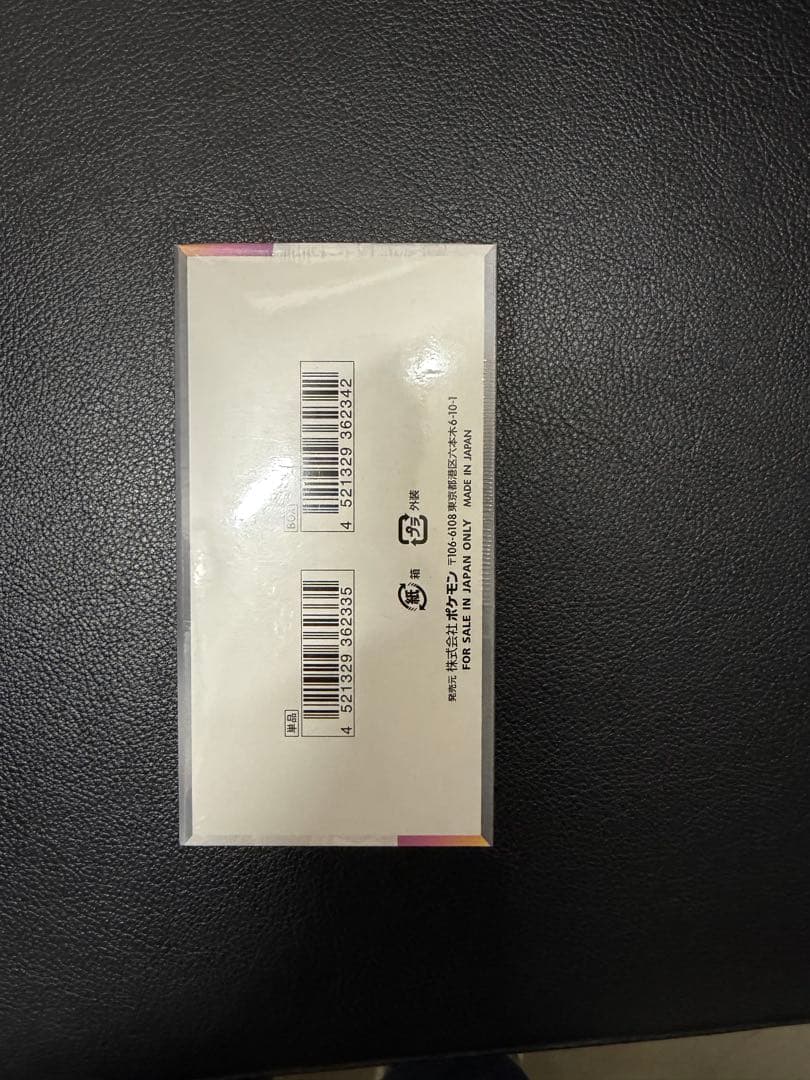 単品
4 521329 362335
BOX
4 521329 362342
紙 箱
プラ 外装
発売元 株式会社ポケモン 〒106-6108 東京都港区六本木6-10-1
FOR SALE IN JAPAN ONLY MADE IN JAPAN